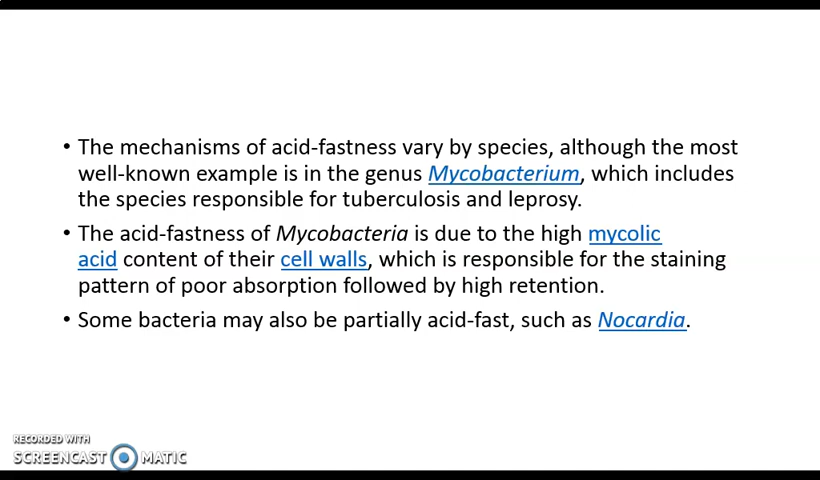 • The mechanisms of acid-fastness vary by species, although the most
well-known example is in the genus Mycobacterium, which includes
the species responsible for tuberculosis and leprosy.
• The acid-fastness of Mycobacteria is due to the high mycolic
acid content of their cell walls, which is responsible for the staining
pattern of poor absorption followed by high retention.
• Some bacteria may also be partially acid-fast, such as Nocardia.
RECORDED WITH
SCREENCAST MATIC